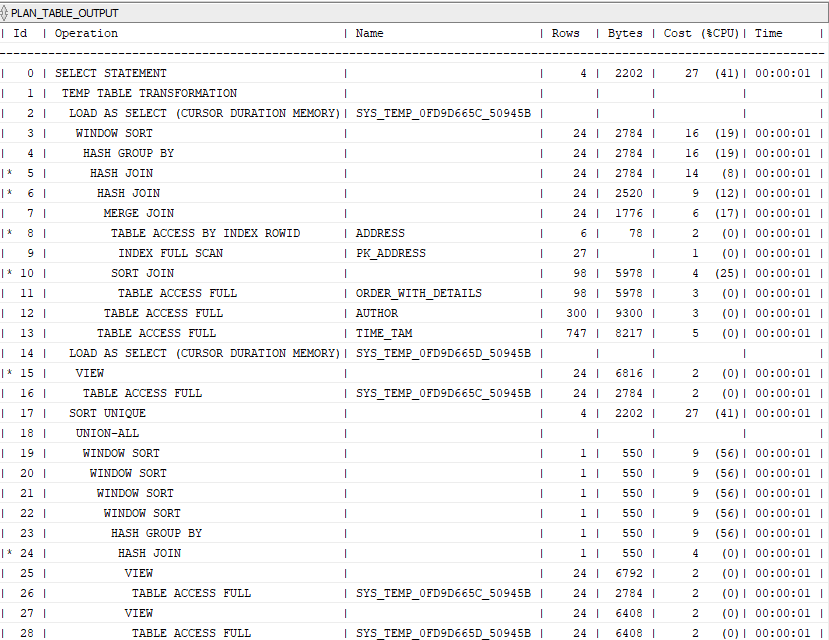 PLAN_TABLE_OUTPUT
| Id | Operation | Name | Rows | Bytes | Cost (%CPU)| Time |
--------------------------------------------------------------------------------
| 0 | SELECT STATEMENT | | 4 | 2202 | 27 (41)| 00:00:01 |
| 1 | TEMP TABLE TRANSFORMATION | | | | | |
| 2 | LOAD AS SELECT (CURSOR DURATION MEMORY)| SYS_TEMP_0FD9D665C_50945B | | | | |
| 3 | WINDOW SORT | | 24 | 2784 | 16 (19)| 00:00:01 |
| 4 | HASH GROUP BY | | 24 | 2784 | 16 (19)| 00:00:01 |
|* 5 | HASH JOIN | | 24 | 2784 | 14 (8)| 00:00:01 |
|* 6 | HASH JOIN | | 24 | 2520 | 9 (12)| 00:00:01 |
| 7 | MERGE JOIN | | 24 | 1776 | 6 (17)| 00:00:01 |
|* 8 | TABLE ACCESS BY INDEX ROWID | ADDRESS | 6 | 78 | 2 (0)| 00:00:01 |
| 9 | INDEX FULL SCAN | PK_ADDRESS | 27 | | 1 (0)| 00:00:01 |
|* 10 | SORT JOIN | | 98 | 5978 | 4 (25)| 00:00:01 |
| 11 | TABLE ACCESS FULL | ORDER_WITH_DETAILS | 98 | 5978 | 3 (0)| 00:00:01 |
| 12 | TABLE ACCESS FULL | AUTHOR | 300 | 9300 | 3 (0)| 00:00:01 |
| 13 | TABLE ACCESS FULL | TIME_TAM | 747 | 8217 | 5 (0)| 00:00:01 |
| 14 | LOAD AS SELECT (CURSOR DURATION MEMORY)| SYS_TEMP_0FD9D665D_50945B | | | | |
|* 15 | VIEW | | 24 | 6816 | 2 (0)| 00:00:01 |
| 16 | TABLE ACCESS FULL | SYS_TEMP_0FD9D665C_50945B | 24 | 2784 | 2 (0)| 00:00:01 |
| 17 | SORT UNIQUE | | 4 | 2202 | 27 (41)| 00:00:01 |
| 18 | UNION-ALL | | | | | |
| 19 | WINDOW SORT | | 1 | 550 | 9 (56)| 00:00:01 |
| 20 | WINDOW SORT | | 1 | 550 | 9 (56)| 00:00:01 |
| 21 | WINDOW SORT | | 1 | 550 | 9 (56)| 00:00:01 |
| 22 | WINDOW SORT | | 1 | 550 | 9 (56)| 00:00:01 |
| 23 | HASH GROUP BY | | 1 | 550 | 9 (56)| 00:00:01 |
|* 24 | HASH JOIN | | 1 | 550 | 4 (0)| 00:00:01 |
| 25 | VIEW | | 24 | 6792 | 2 (0)| 00:00:01 |
| 26 | TABLE ACCESS FULL | SYS_TEMP_0FD9D665C_50945B | 24 | 2784 | 2 (0)| 00:00:01 |
| 27 | VIEW | | 24 | 6408 | 2 (0)| 00:00:01 |
| 28 | TABLE ACCESS FULL | SYS_TEMP_0FD9D665D_50945B | 24 | 6408 | 2 (0)| 00:00:01 |